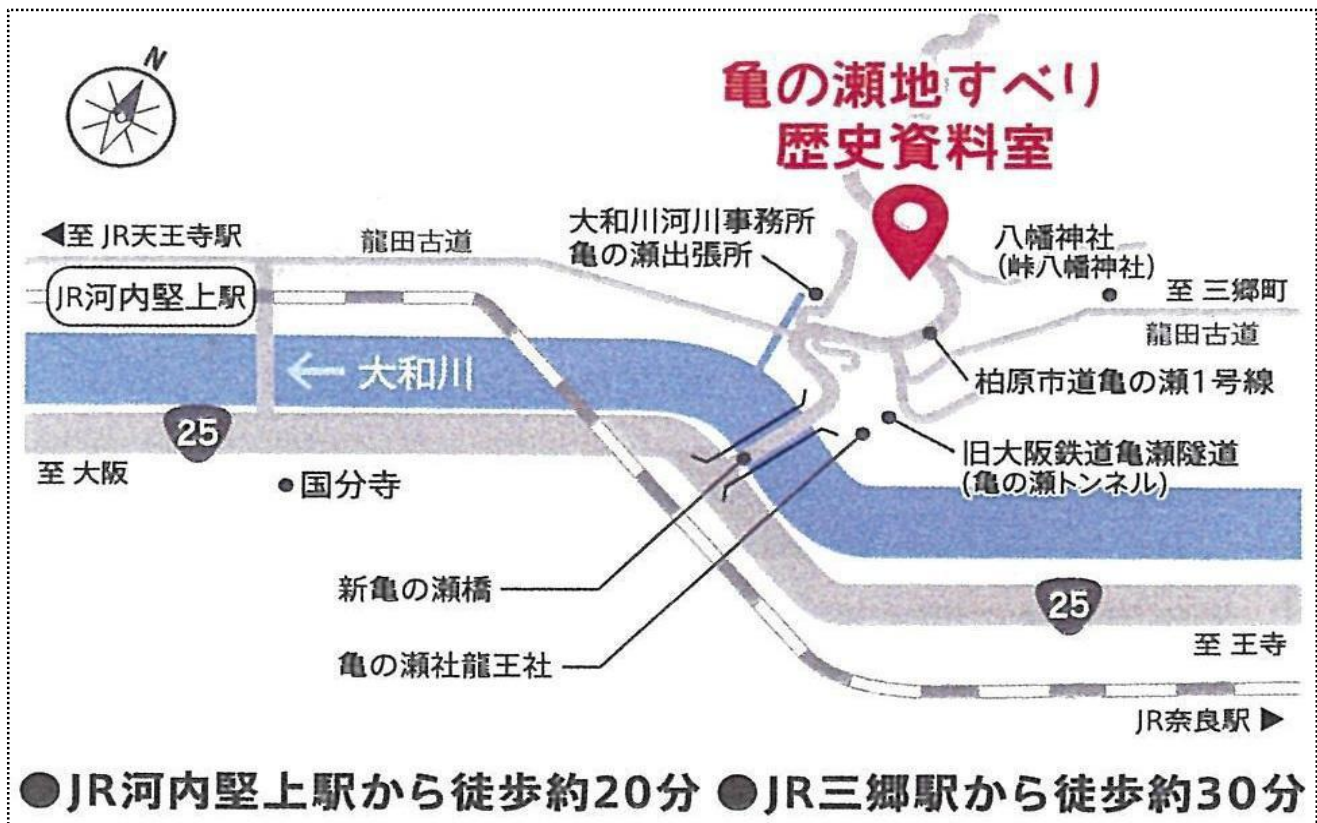 N
亀の瀬地すべり
歴史資料室
大和川河川事務所
亀の瀬出張所
八幡神社
(峠八幡神社)
◀至 JR天王寺駅
龍田古道
至 三郷町
JR河内堅上駅
龍田古道
← 大和川
柏原市道亀の瀬1号線
25
至 大阪
国分寺
旧大阪鉄道亀瀬隧道
(亀の瀬トンネル)
新亀の瀬橋
25
至 王寺
亀の瀬社龍王社
JR奈良駅 ▶
●JR河内堅上駅から徒歩約20分 ●JR三郷駅から徒歩約30分